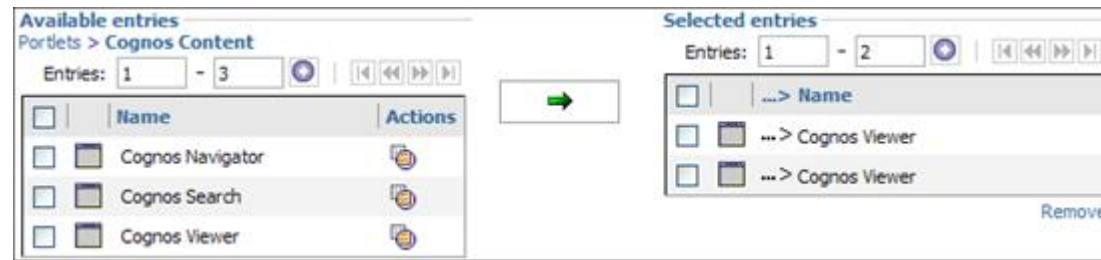 Available entries
Portlets > Cognos Content
Entries: 1 - 3
Name Actions
Cognos Navigator
Cognos Search
Cognos Viewer
Selected entries
Entries: 1 - 2
...> Name
...> Cognos Viewer
...> Cognos Viewer
Remove